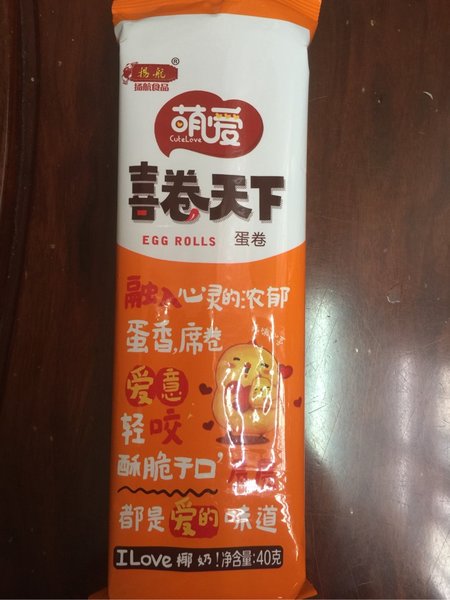 揚航®
扬航食品
萌爱
CuteLove
喜卷天下
EGG ROLLS 蛋卷
融入心灵的浓郁
蛋香,席卷
爱意
轻咬
酥脆于口'
都是爱的味道
I Love 椰奶!净含量:40克